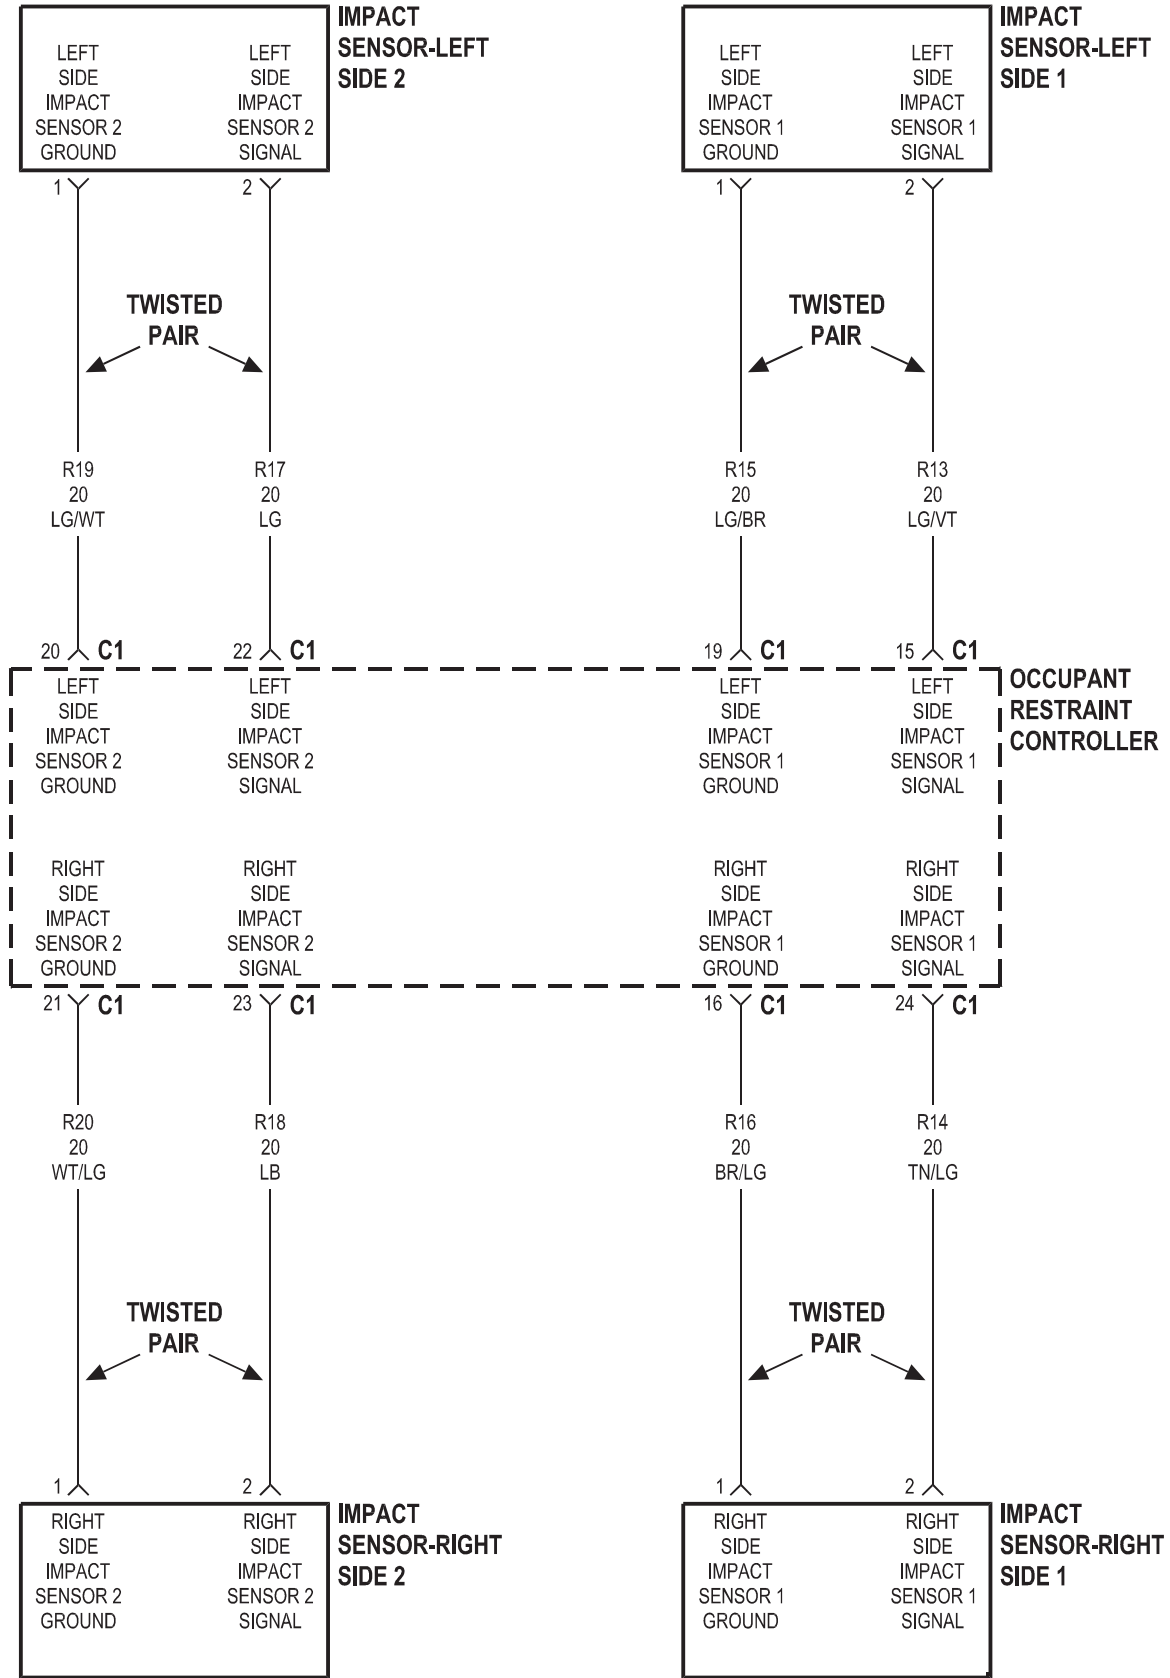 IMPACT
SENSOR-LEFT
SIDE 2
LEFT
SIDE
IMPACT
SENSOR 2
GROUND
LEFT
SIDE
IMPACT
SENSOR 2
SIGNAL
1
2
IMPACT
SENSOR-LEFT
SIDE 1
LEFT
SIDE
IMPACT
SENSOR 1
GROUND
LEFT
SIDE
IMPACT
SENSOR 1
SIGNAL
1
2
TWISTED
PAIR
TWISTED
PAIR
R19
20
LG/WT
R17
20
LG
R15
20
LG/BR
R13
20
LG/VT
20 C1
22 C1
19 C1
15 C1
OCCUPANT
RESTRAINT
CONTROLLER
LEFT
SIDE
IMPACT
SENSOR 2
GROUND
LEFT
SIDE
IMPACT
SENSOR 2
SIGNAL
LEFT
SIDE
IMPACT
SENSOR 1
GROUND
LEFT
SIDE
IMPACT
SENSOR 1
SIGNAL
RIGHT
SIDE
IMPACT
SENSOR 2
GROUND
RIGHT
SIDE
IMPACT
SENSOR 2
SIGNAL
RIGHT
SIDE
IMPACT
SENSOR 1
GROUND
RIGHT
SIDE
IMPACT
SENSOR 1
SIGNAL
21 C1
23 C1
16 C1
24 C1
R20
20
WT/LG
R18
20
LB
R16
20
BR/LG
R14
20
TN/LG
TWISTED
PAIR
TWISTED
PAIR
1
2
IMPACT
SENSOR-RIGHT
SIDE 2
RIGHT
SIDE
IMPACT
SENSOR 2
GROUND
RIGHT
SIDE
IMPACT
SENSOR 2
SIGNAL
1
2
IMPACT
SENSOR-RIGHT
SIDE 1
RIGHT
SIDE
IMPACT
SENSOR 1
GROUND
RIGHT
SIDE
IMPACT
SENSOR 1
SIGNAL